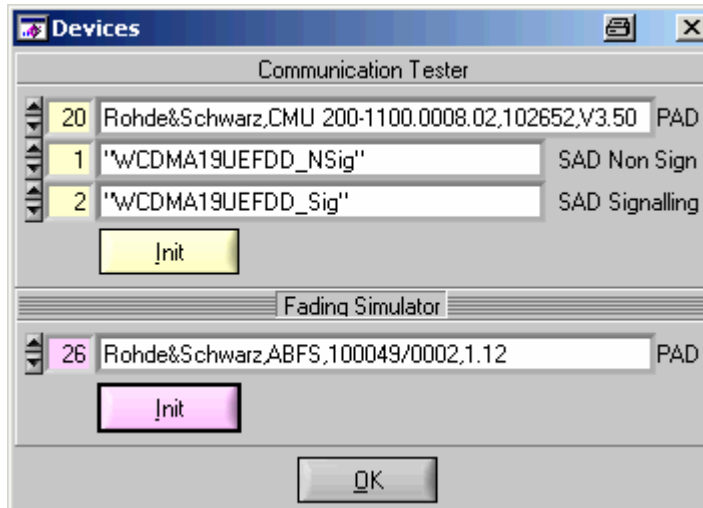 Devices
Communication Tester
20 Rohde&Schwarz,CMU 200-1100.0008.02,102652,V3.50 PAD
1 "WCDMA19UEFDD_NSig" SAD Non Sign
2 "WCDMA19UEFDD_Sig" SAD Signalling
Init
Fading Simulator
26 Rohde&Schwarz,ABFS,100049/0002,1.12 PAD
Init
OK